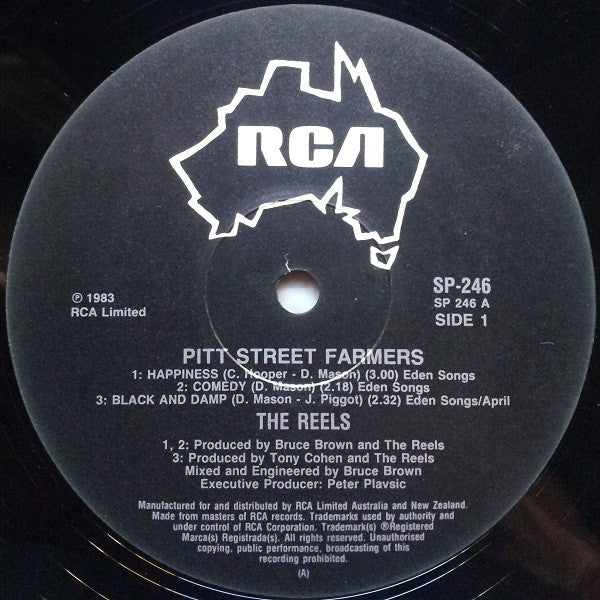 RCA
SP-246
SP 246 A
SIDE 1
℗ 1983
RCA Limited
PITT STREET FARMERS
1: HAPPINESS (C. Hooper - D. Mason) (3.00) Eden Songs
2: COMEDY (D. Mason) (2.18) Eden Songs
3: BLACK AND DAMP (D. Mason - J. Piggot) (2.32) Eden Songs/April
THE REELS
1, 2: Produced by Bruce Brown and The Reels
3: Produced by Tony Cohen and The Reels
Mixed and Engineered by Bruce Brown
Executive Producer: Peter Plavsic
Manufactured for and distributed by RCA Limited Australia and New Zealand.
Made from masters of RCA records. Trademarks used by authority and
under control of RCA Corporation. Trademark(s) ®Registered
Marca(s) Registrada(s). All rights reserved. Unauthorised
copying, public performance, broadcasting of this
recording prohibited.
(A)